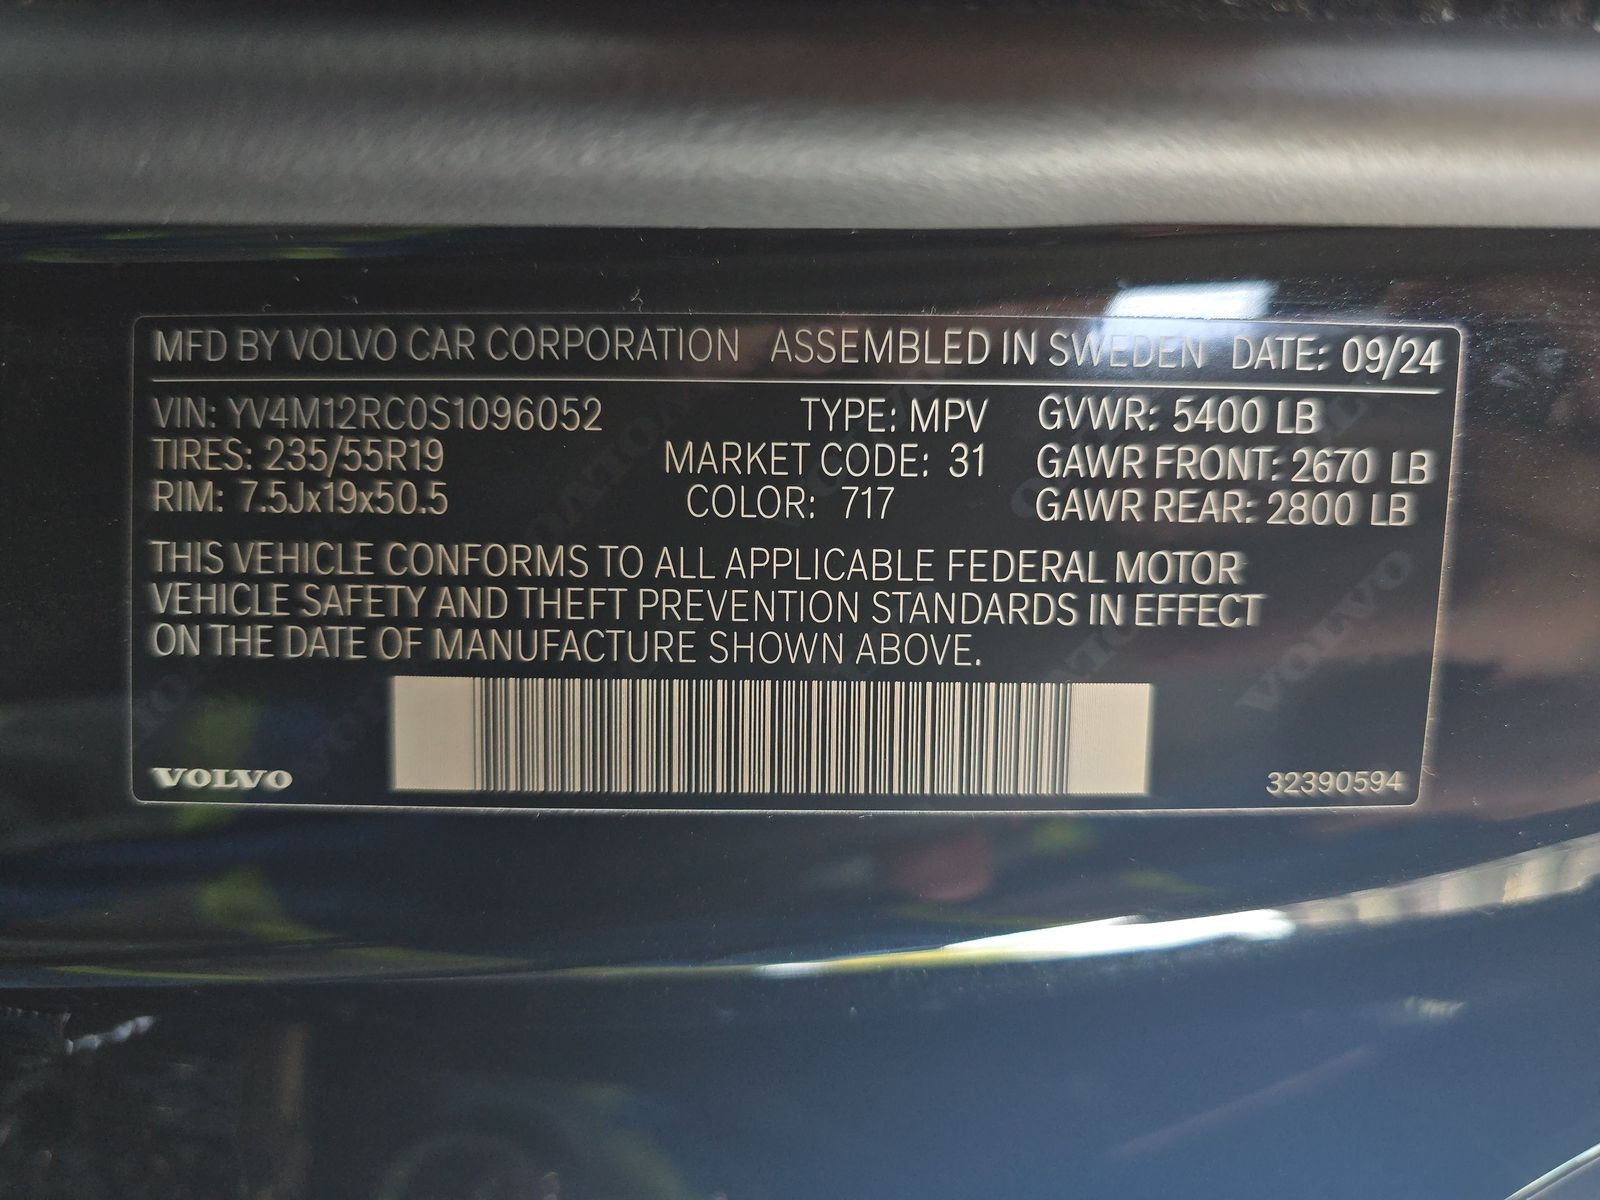 MFD BY VOLVO CAR CORPORATION ASSEMBLED IN SWEDEN DATE: 09/24
VIN: YV4M12RC0S1096052 TYPE: MPV GVWR: 5400 LB
TIRES: 235/55R19 MARKET CODE: 31 GAWR FRONT: 2670 LB
RIM: 7.5Jx19x50.5 COLOR: 717 GAWR REAR: 2800 LB
THIS VEHICLE CONFORMS TO ALL APPLICABLE FEDERAL MOTOR
VEHICLE SAFETY AND THEFT PREVENTION STANDARDS IN EFFECT
ON THE DATE OF MANUFACTURE SHOWN ABOVE.
VOLVO 32390594